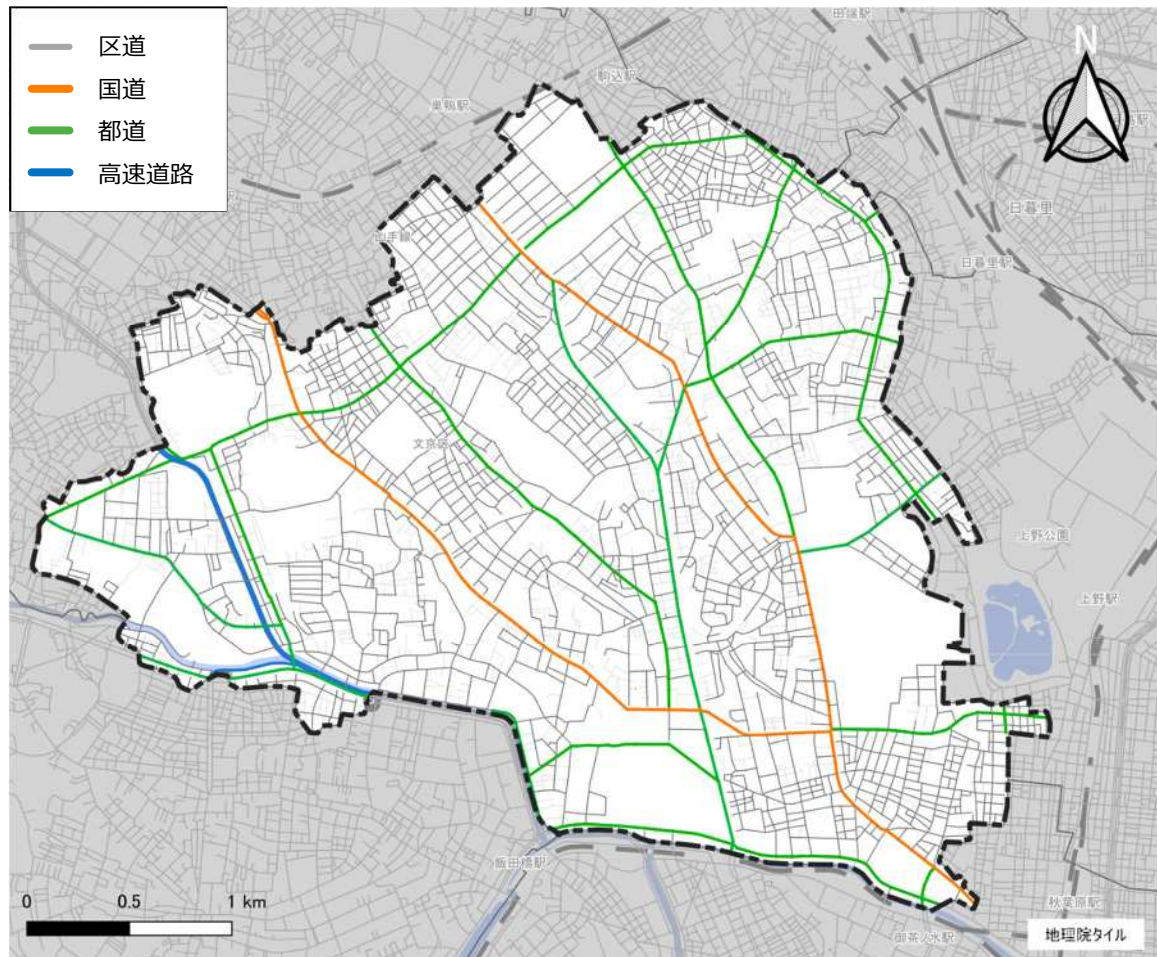 区道
国道
都道
高速道路
N
田端駅
駒込駅
巣鴨駅
日暮里
日暮里駅
山手線
文京区
上野公園
上野駅
飯田橋駅
秋葉原駅
御茶ノ水駅
0 0.5 1 km
地理院タイル